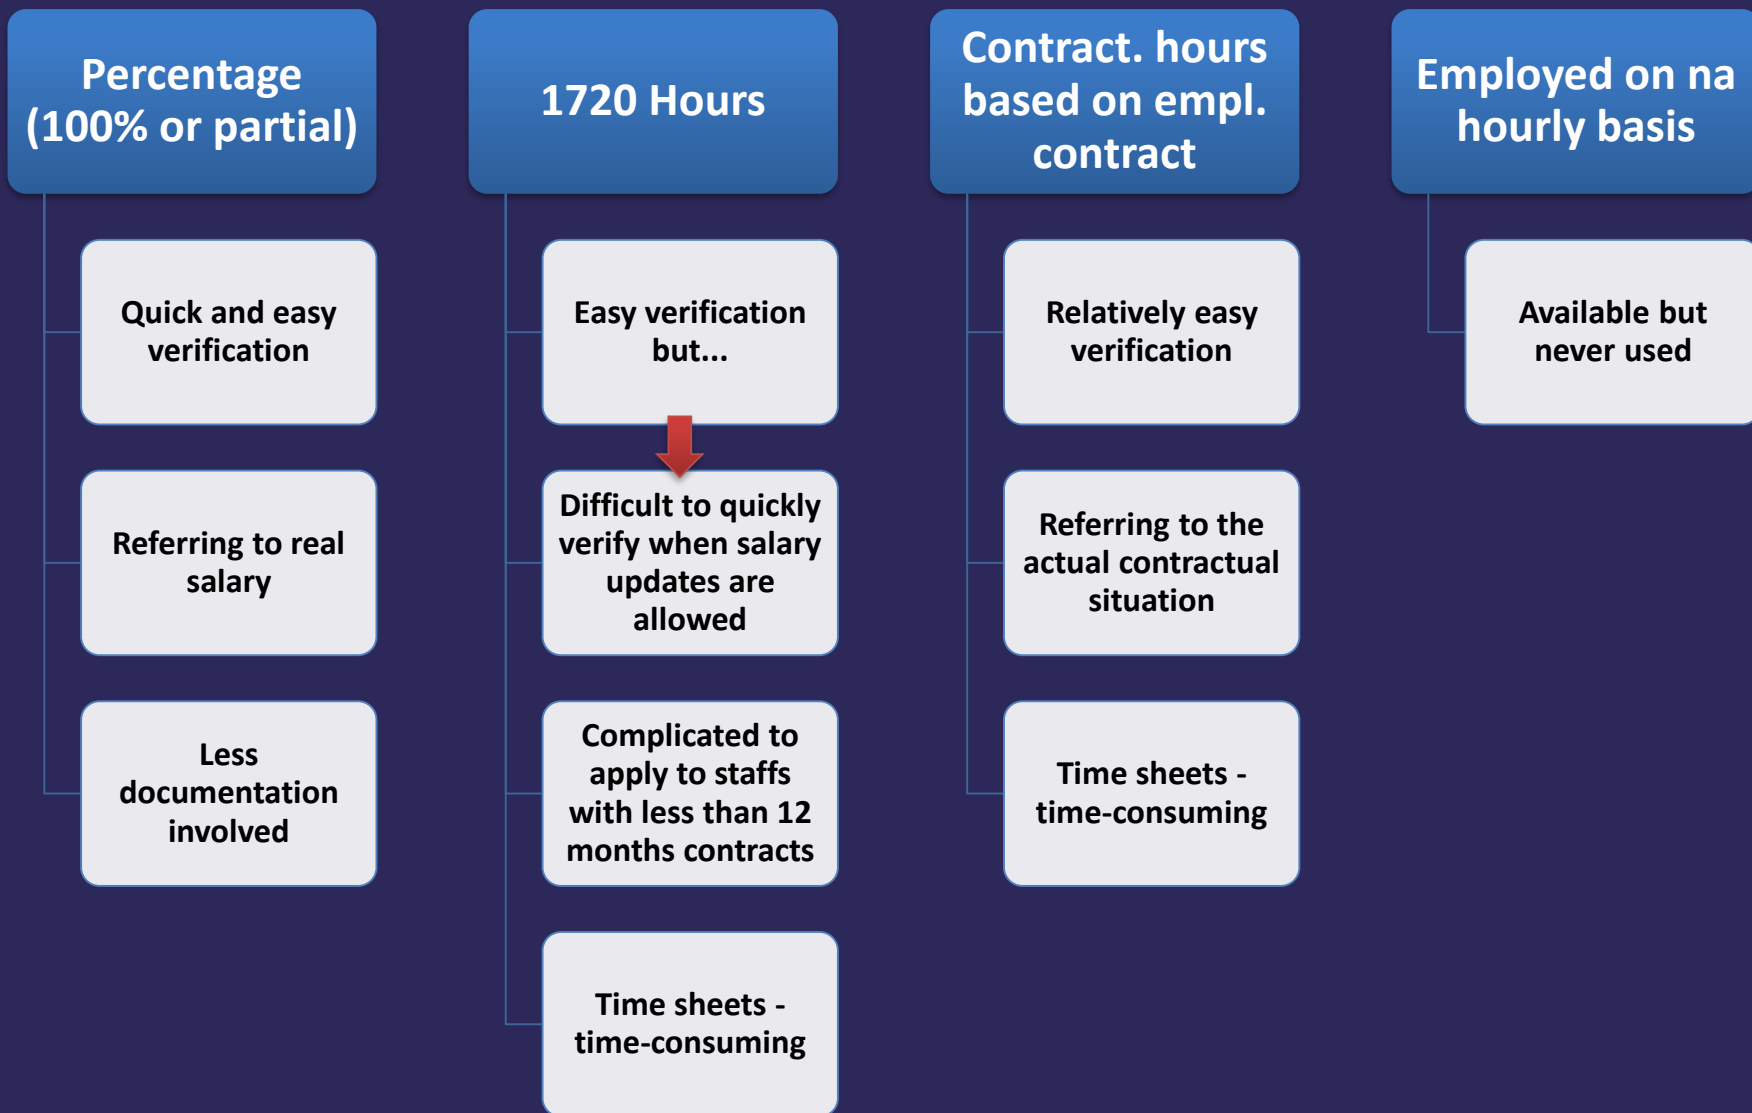 Percentage
(100% or partial)
Quick and easy
verification
Referring to real
salary
Less
documentation
involved
1720 Hours
Easy verification
but...
Difficult to quickly
verify when salary
updates are
allowed
Complicated to
apply to staffs
with less than 12
months contracts
Time sheets -
time-consuming
Contract. hours
based on empl.
contract
Relatively easy
verification
Referring to the
actual contractual
situation
Time sheets -
time-consuming
Employed on na
hourly basis
Available but
never used